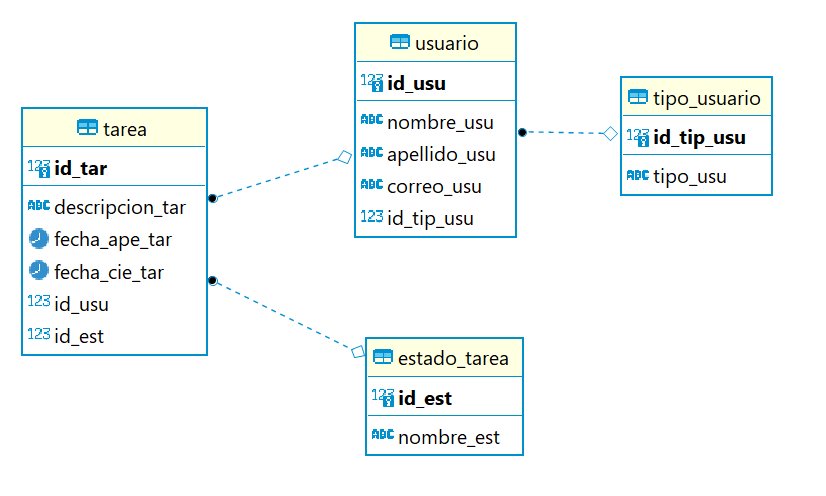 tarea
id_tar
descripcion_tar
fecha_ape_tar
fecha_cie_tar
id_usu
id_est
usuario
id_usu
nombre_usu
apellido_usu
correo_usu
id_tip_usu
tipo_usuario
id_tip_usu
tipo_usu
estado_tarea
id_est
nombre_est